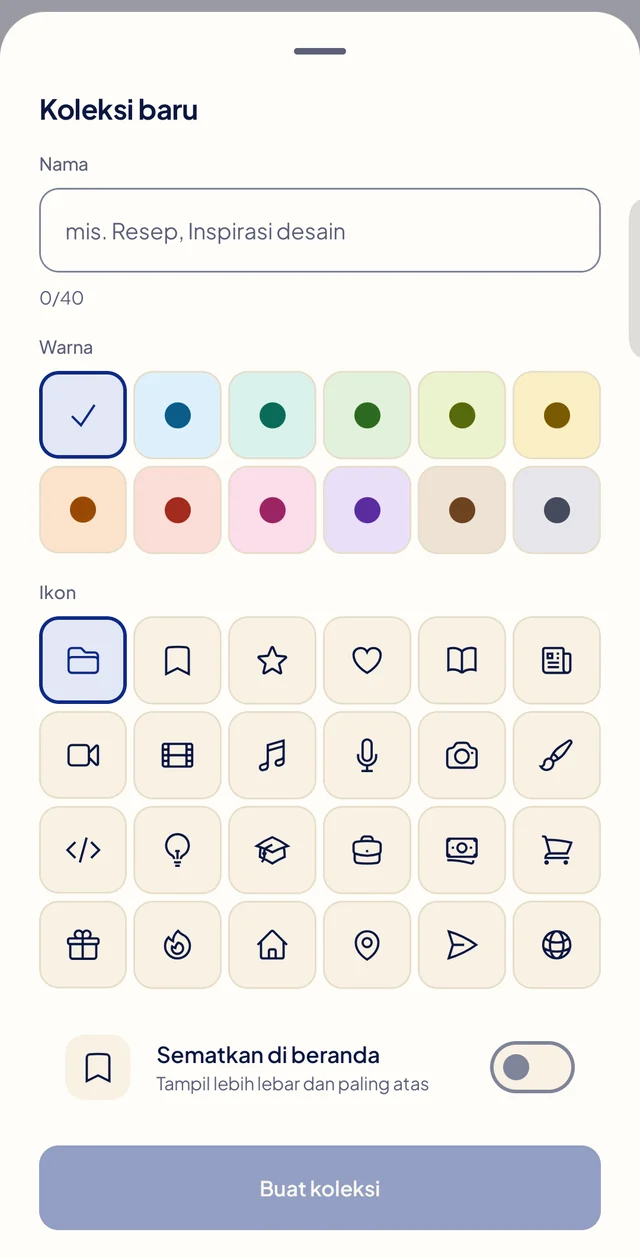 Koleksi baru
Nama
mis. Resep, Inspirasi desain
0/40
Warna
Ikon
Sematkan di beranda
Tampil lebih lebar dan paling atas
Buat koleksi